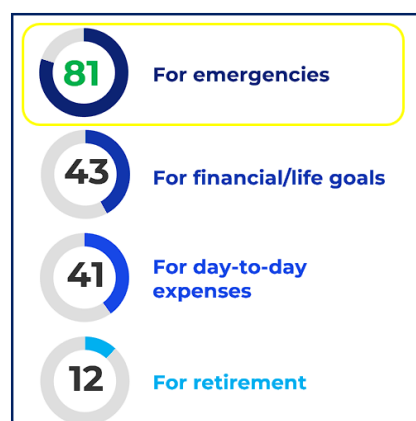 81 For emergencies
43 For financial/life goals
41 For day-to-day
expenses
12 For retirement